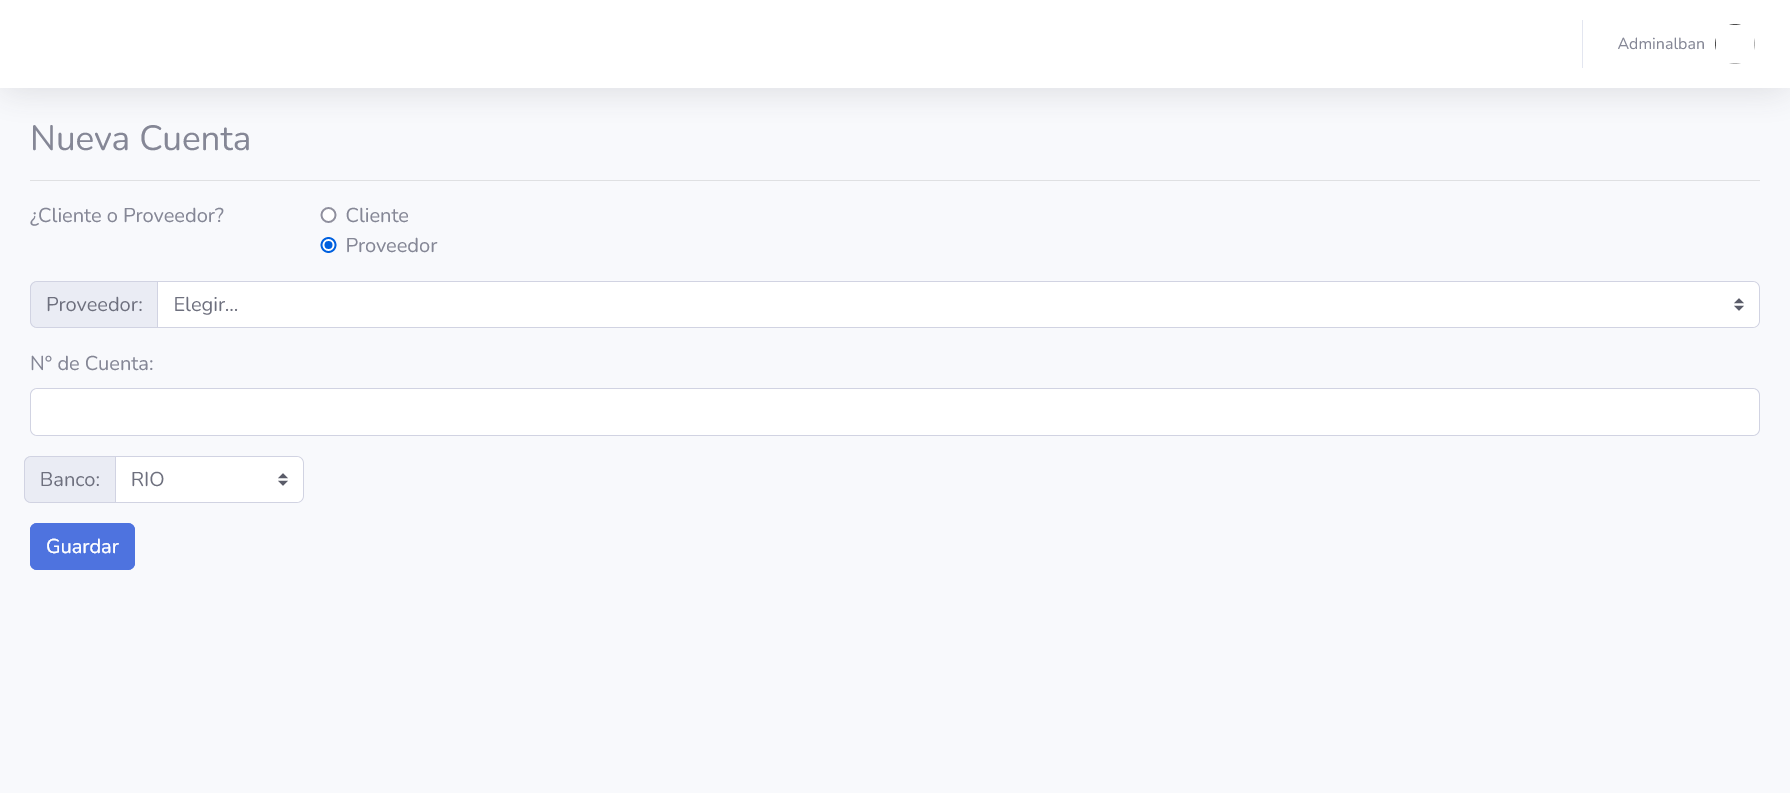 Adminalban
Nueva Cuenta
¿Cliente o Proveedor?
Cliente
Proveedor
Proveedor: Elegir...
N° de Cuenta:
Banco: RIO
Guardar